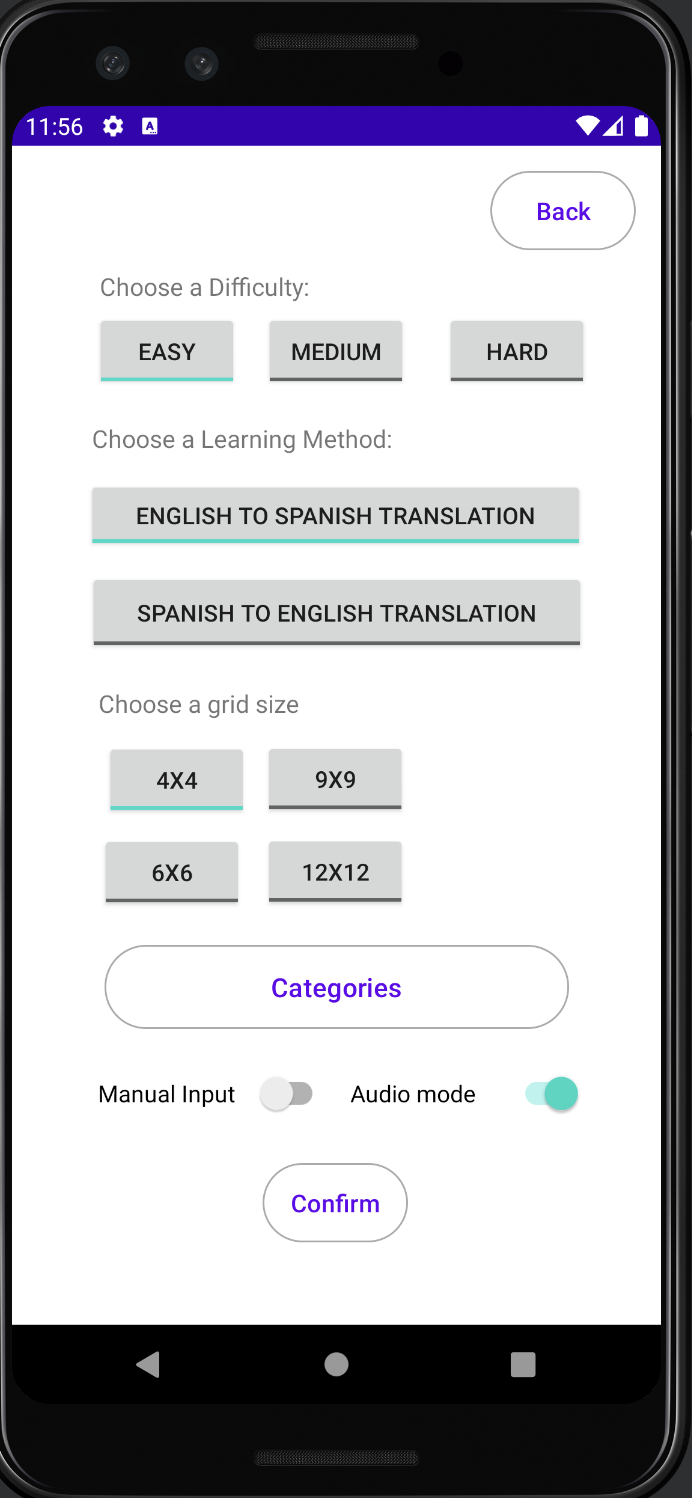 11:56
Back
Choose a Difficulty:
EASY MEDIUM HARD
Choose a Learning Method:
ENGLISH TO SPANISH TRANSLATION
SPANISH TO ENGLISH TRANSLATION
Choose a grid size
4X4 9X9
6X6 12X12
Categories
Manual Input Audio mode
Confirm